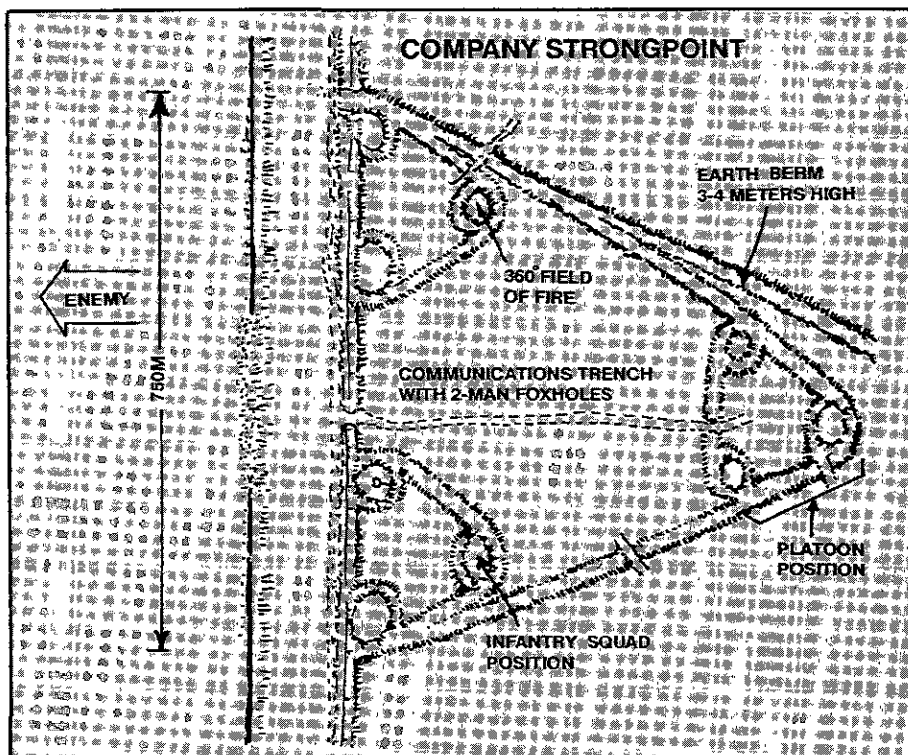 COMPANY STRONGPOINT
EARTH BERM
3-4 METERS HIGH
360 FIELD
OF FIRE
ENEMY
750M
COMMUNICATIONS TRENCH
WITH 2-MAN FOXHOLES
PLATOON
POSITION
INFANTRY SQUAD
POSITION